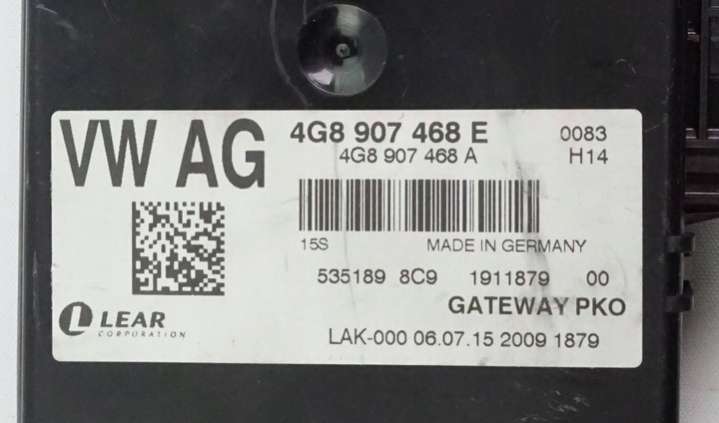 VW AG
4G8 907 468 E 0083
4G8 907 468 A H14
15S MADE IN GERMANY
535189 8C9 1911879 00
GATEWAY PKO
LEAR
CORPORATION
LAK-000 06.07.15 2009 1879